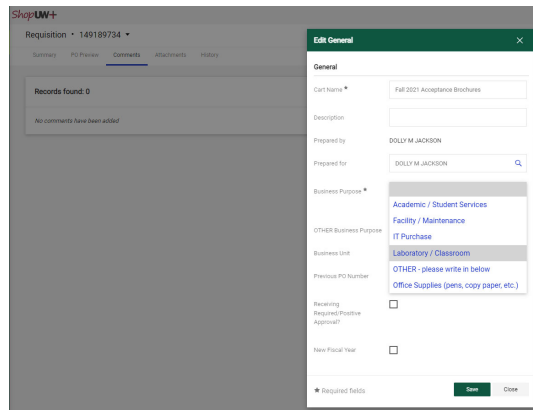 ShopUW+
Requisition • 149189734
Summary PO Preview Comments Attachments History
Records found: 0
No comments have been added
Edit General ×
General
Cart Name ★ Fall 2021 Acceptance Brochures
Description
Prepared by DOLLY M JACKSON
Prepared for DOLLY M JACKSON
Business Purpose ★
Academic / Student Services
Facility / Maintenance
OTHER Business Purpose
IT Purchase
Business Unit
Laboratory / Classroom
OTHER - please write in below
Previous PO Number
Office Supplies (pens, copy paper, etc.)
Receiving
Required/Positive
Approval?
New Fiscal Year
★ Required fields
Save Close